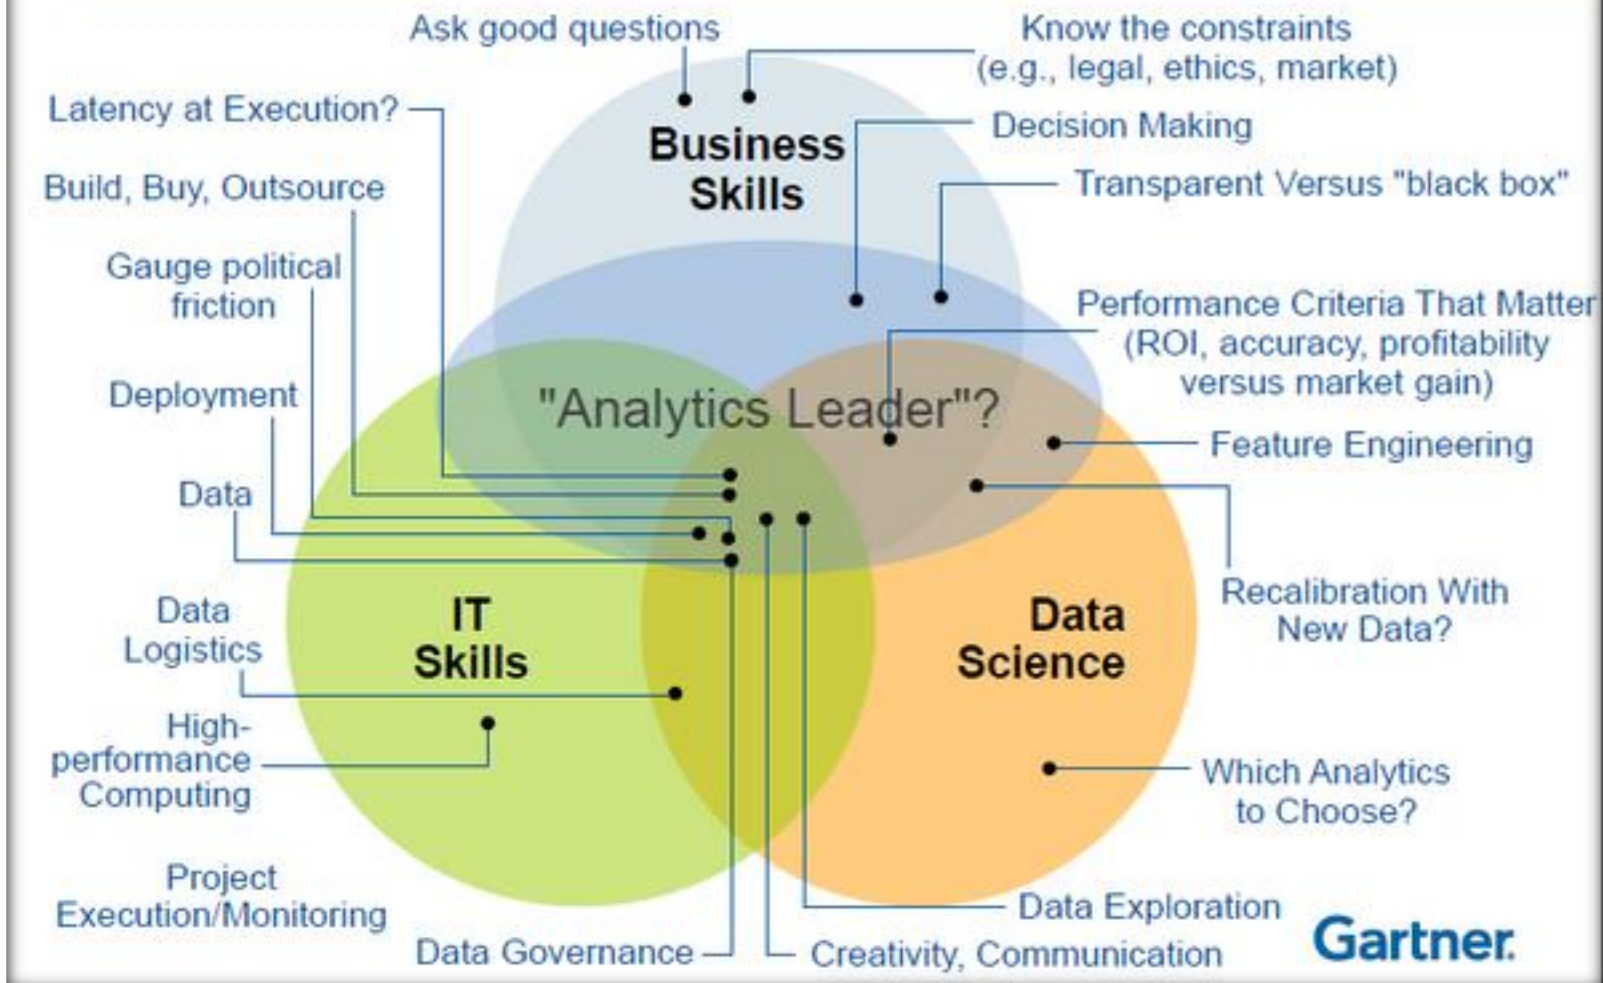 Ask good questions
Know the constraints
(e.g., legal, ethics, market)
Latency at Execution?
Decision Making
Business
Skills
Build, Buy, Outsource
Transparent Versus "black box"
Gauge political
friction
Performance Criteria That Matter
(ROI, accuracy, profitability
versus market gain)
Deployment
"Analytics Leader"?
Feature Engineering
Data
IT
Skills
Data
Science
Recalibration With
New Data?
Data
Logistics
High-
performance
Computing
Which Analytics
to Choose?
Project
Execution/Monitoring
Data Exploration
Data Governance
Creativity, Communication
Gartner.